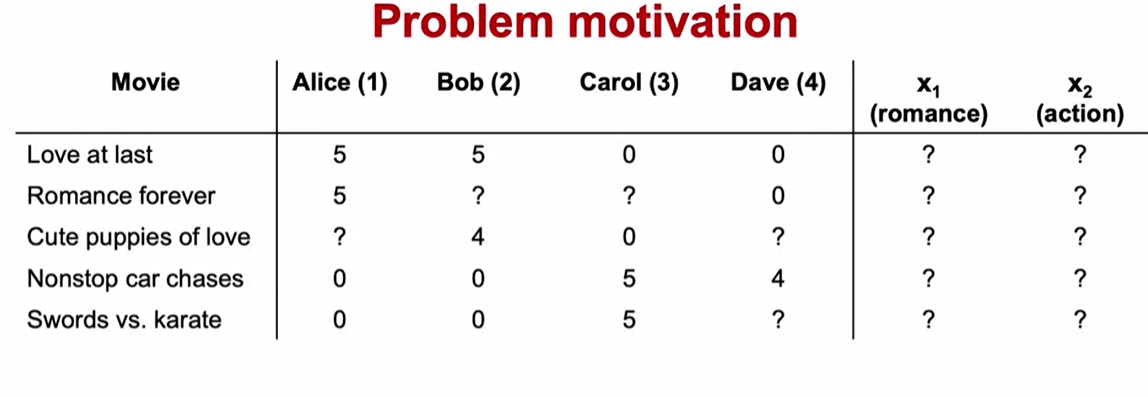 Problem motivation
Movie Alice (1) Bob (2) Carol (3) Dave (4) x₁ (romance) x₂ (action)
Love at last 5 5 0 0 ? ?
Romance forever 5 ? ? 0 ? ?
Cute puppies of love ? 4 0 ? ? ?
Nonstop car chases 0 0 5 4 ? ?
Swords vs. karate 0 0 5 ? ? ?